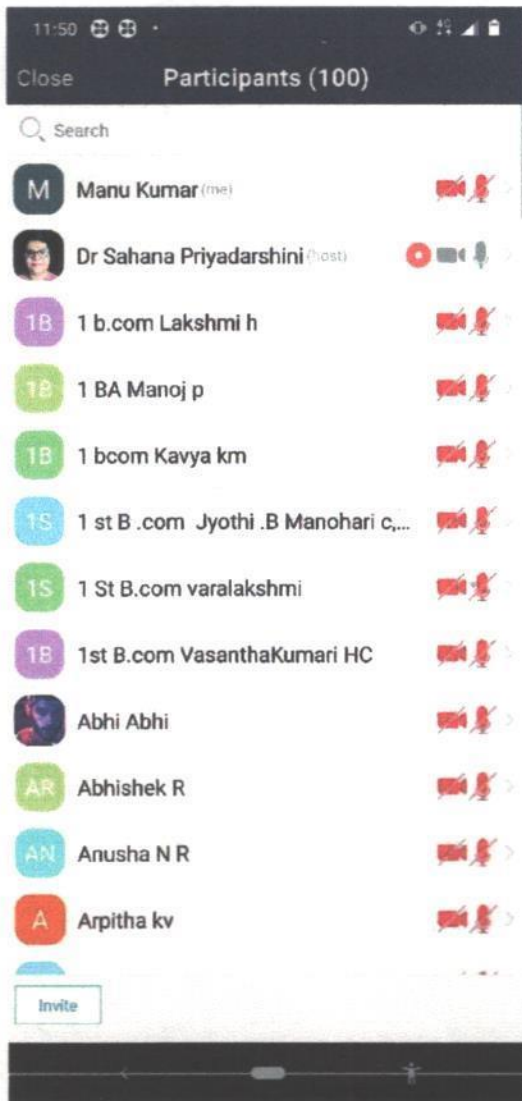 11:50 4G
Close Participants (100)
Search
M Manu Kumar (me)
Dr Sahana Priyadarshini (host)
1B 1 b.com Lakshmi h
1B 1 BA Manoj p
1B 1 bcom Kavya km
1S 1 st B .com Jyothi .B Manohari c,...
1S 1 St B.com varalakshmi
1B 1st B.com VasanthaKumari HC
Abhi Abhi
AR Abhishek R
AN Anusha N R
A Arpitha kv
Invite